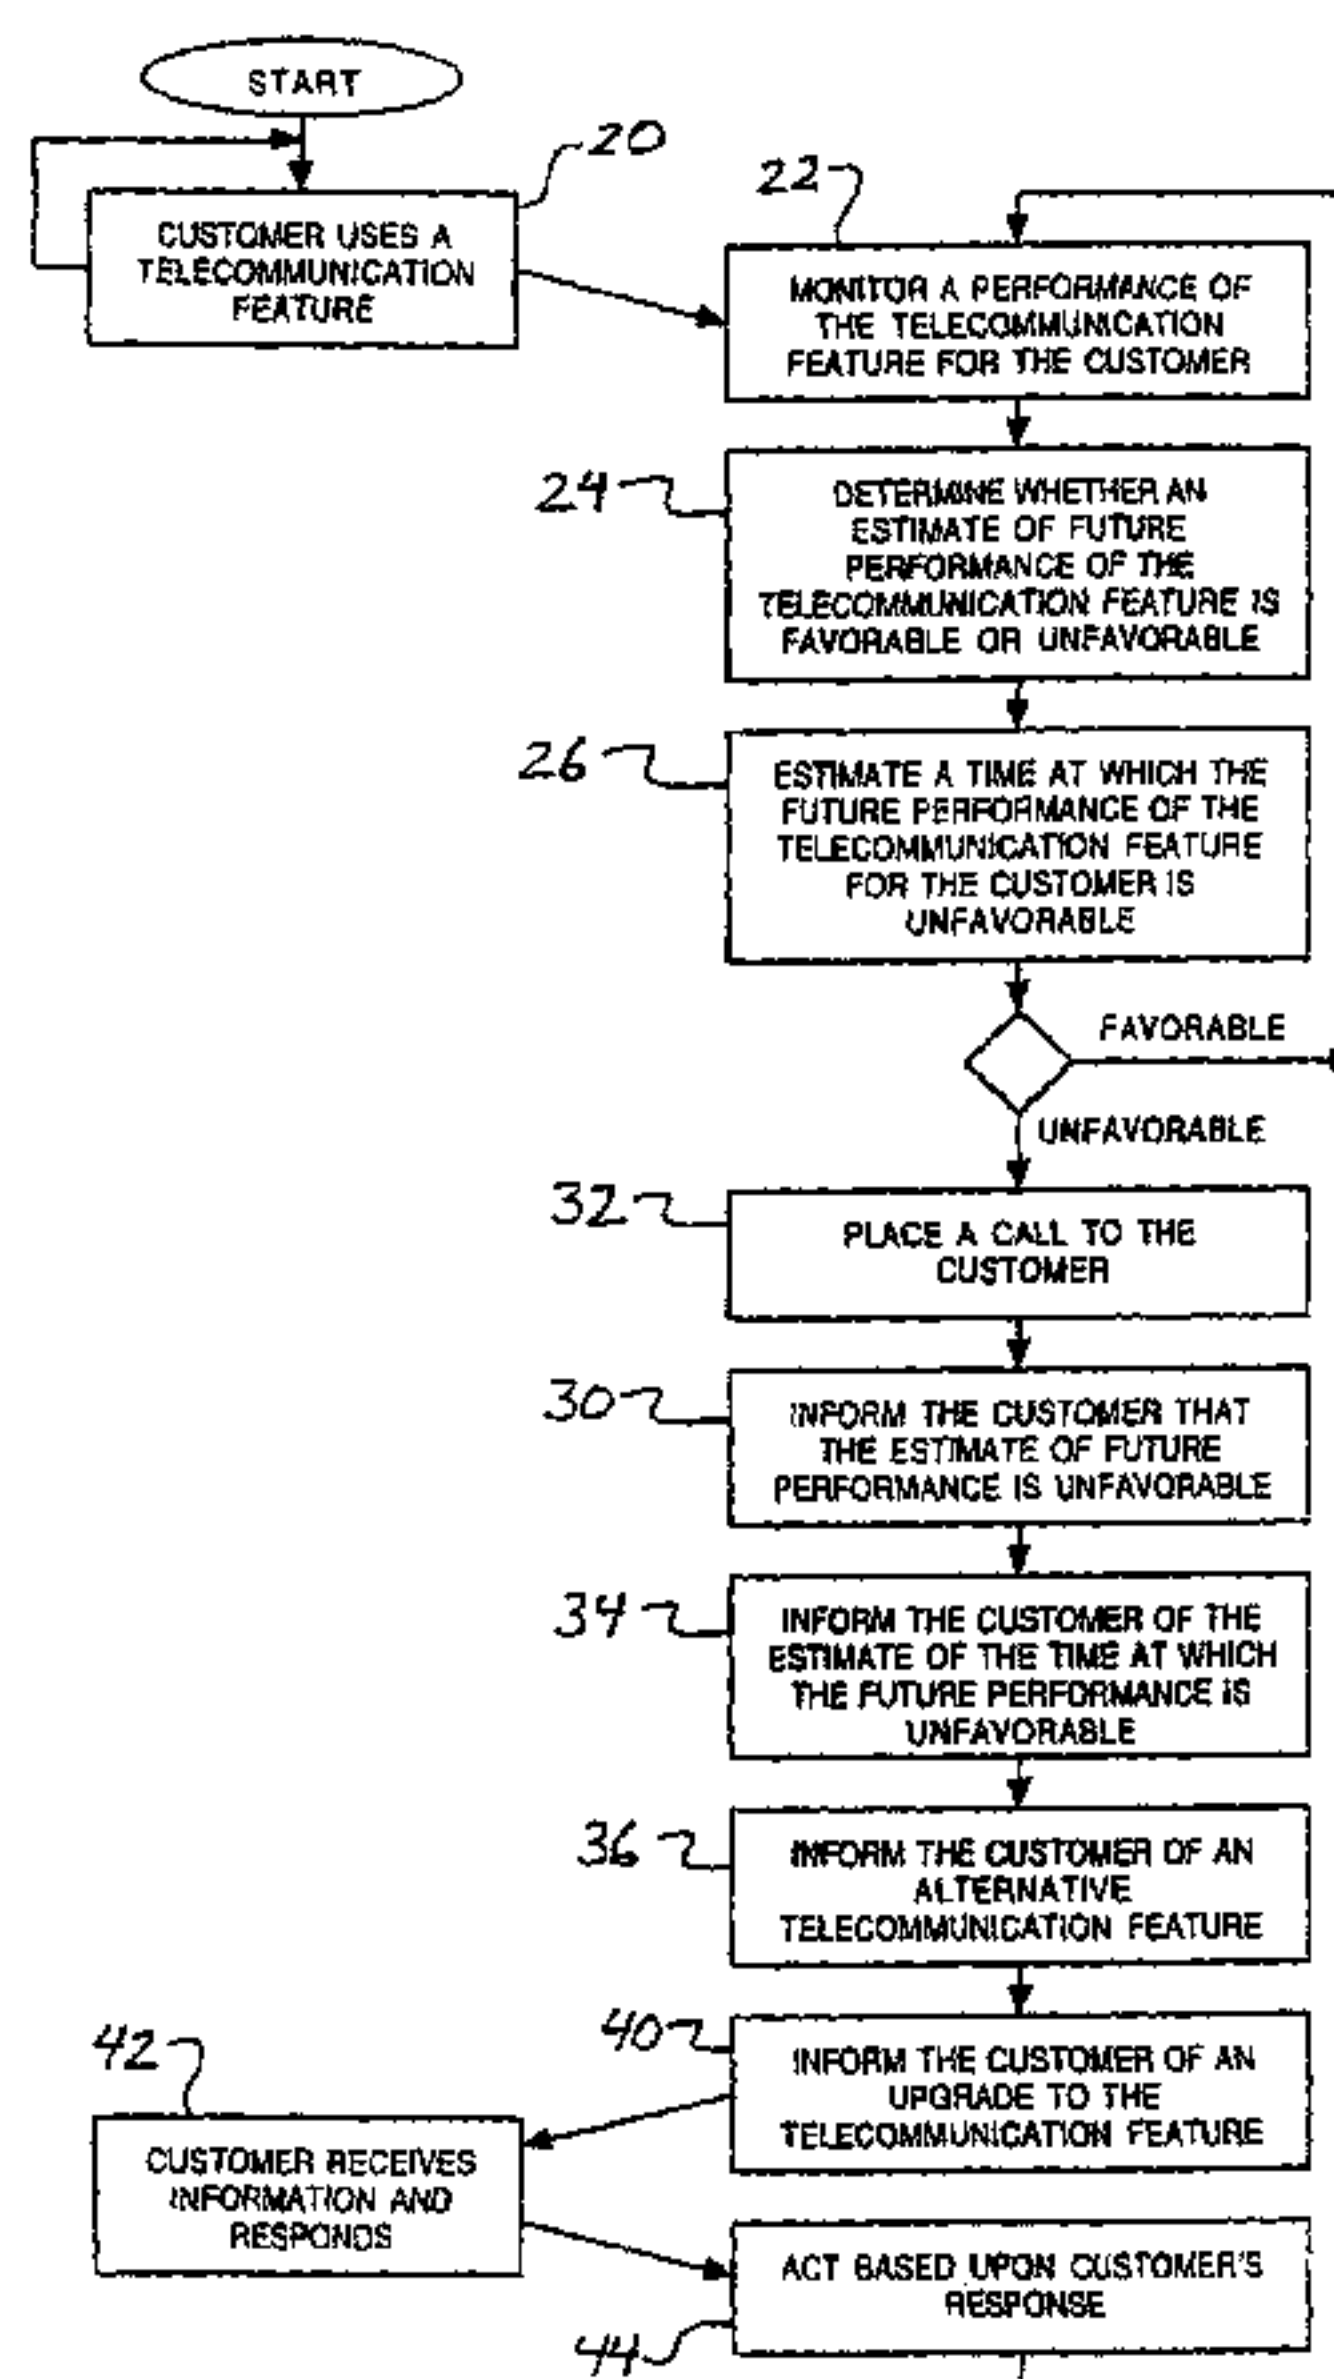 START
20
CUSTOMER USES A
TELECOMMUNICATION
FEATURE
22
MONITOR A PERFORMANCE OF
THE TELECOMMUNICATION
FEATURE FOR THE CUSTOMER
24
DETERMINE WHETHER AN
ESTIMATE OF FUTURE
PERFORMANCE OF THE
TELECOMMUNICATION FEATURE IS
FAVORABLE OR UNFAVORABLE
26
ESTIMATE A TIME AT WHICH THE
FUTURE PERFORMANCE OF THE
TELECOMMUNICATION FEATURE
FOR THE CUSTOMER IS
UNFAVORABLE
FAVORABLE
UNFAVORABLE
32
PLACE A CALL TO THE
CUSTOMER
30
INFORM THE CUSTOMER THAT
THE ESTIMATE OF FUTURE
PERFORMANCE IS UNFAVORABLE
34
INFORM THE CUSTOMER OF THE
ESTIMATE OF THE TIME AT WHICH
THE FUTURE PERFORMANCE IS
UNFAVORABLE
36
INFORM THE CUSTOMER OF AN
ALTERNATIVE
TELECOMMUNICATION FEATURE
40
INFORM THE CUSTOMER OF AN
UPGRADE TO THE
TELECOMMUNICATION FEATURE
42
CUSTOMER RECEIVES
INFORMATION AND
RESPONDS
ACT BASED UPON CUSTOMER'S
RESPONSE
44